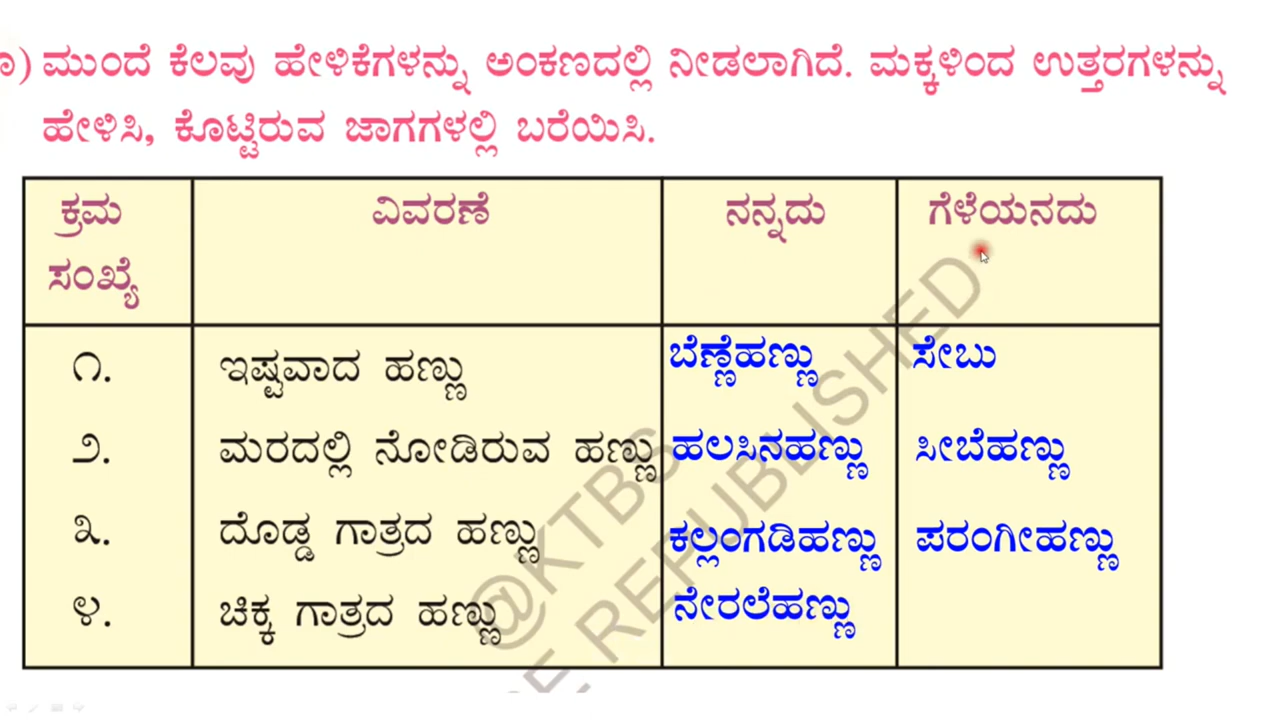 ಮುಂದೆ ಕೆಲವು ಹೇಳಿಕೆಗಳನ್ನು ಅಂಕಣದಲ್ಲಿ ನೀಡಲಾಗಿದೆ. ಮಕ್ಕಳಿಂದ ಉತ್ತರಗಳನ್ನು
ಹೇಳಿಸಿ, ಕೊಟ್ಟಿರುವ ಜಾಗಗಳಲ್ಲಿ ಬರೆಯಿಸಿ.
ಕ್ರಮ ಸಂಖ್ಯೆ ವಿವರಣೆ ನನ್ನದು ಗೆಳೆಯನದು
೧. ಇಷ್ಟವಾದ ಹಣ್ಣು ಬೆಣ್ಣೆಹಣ್ಣು ಸೇಬು
೨. ಮರದಲ್ಲಿ ನೋಡಿರುವ ಹಣ್ಣು ಹಲಸಿನಹಣ್ಣು ಸೀಬೆಹಣ್ಣು
೩. ದೊಡ್ಡ ಗಾತ್ರದ ಹಣ್ಣು ಕಲ್ಲಂಗಡಿಹಣ್ಣು ಪರಂಗೀಹಣ್ಣು
೪. ಚಿಕ್ಕ ಗಾತ್ರದ ಹಣ್ಣು ನೇರಲೆಹಣ್ಣು
@KTBS
REPUBLISHED